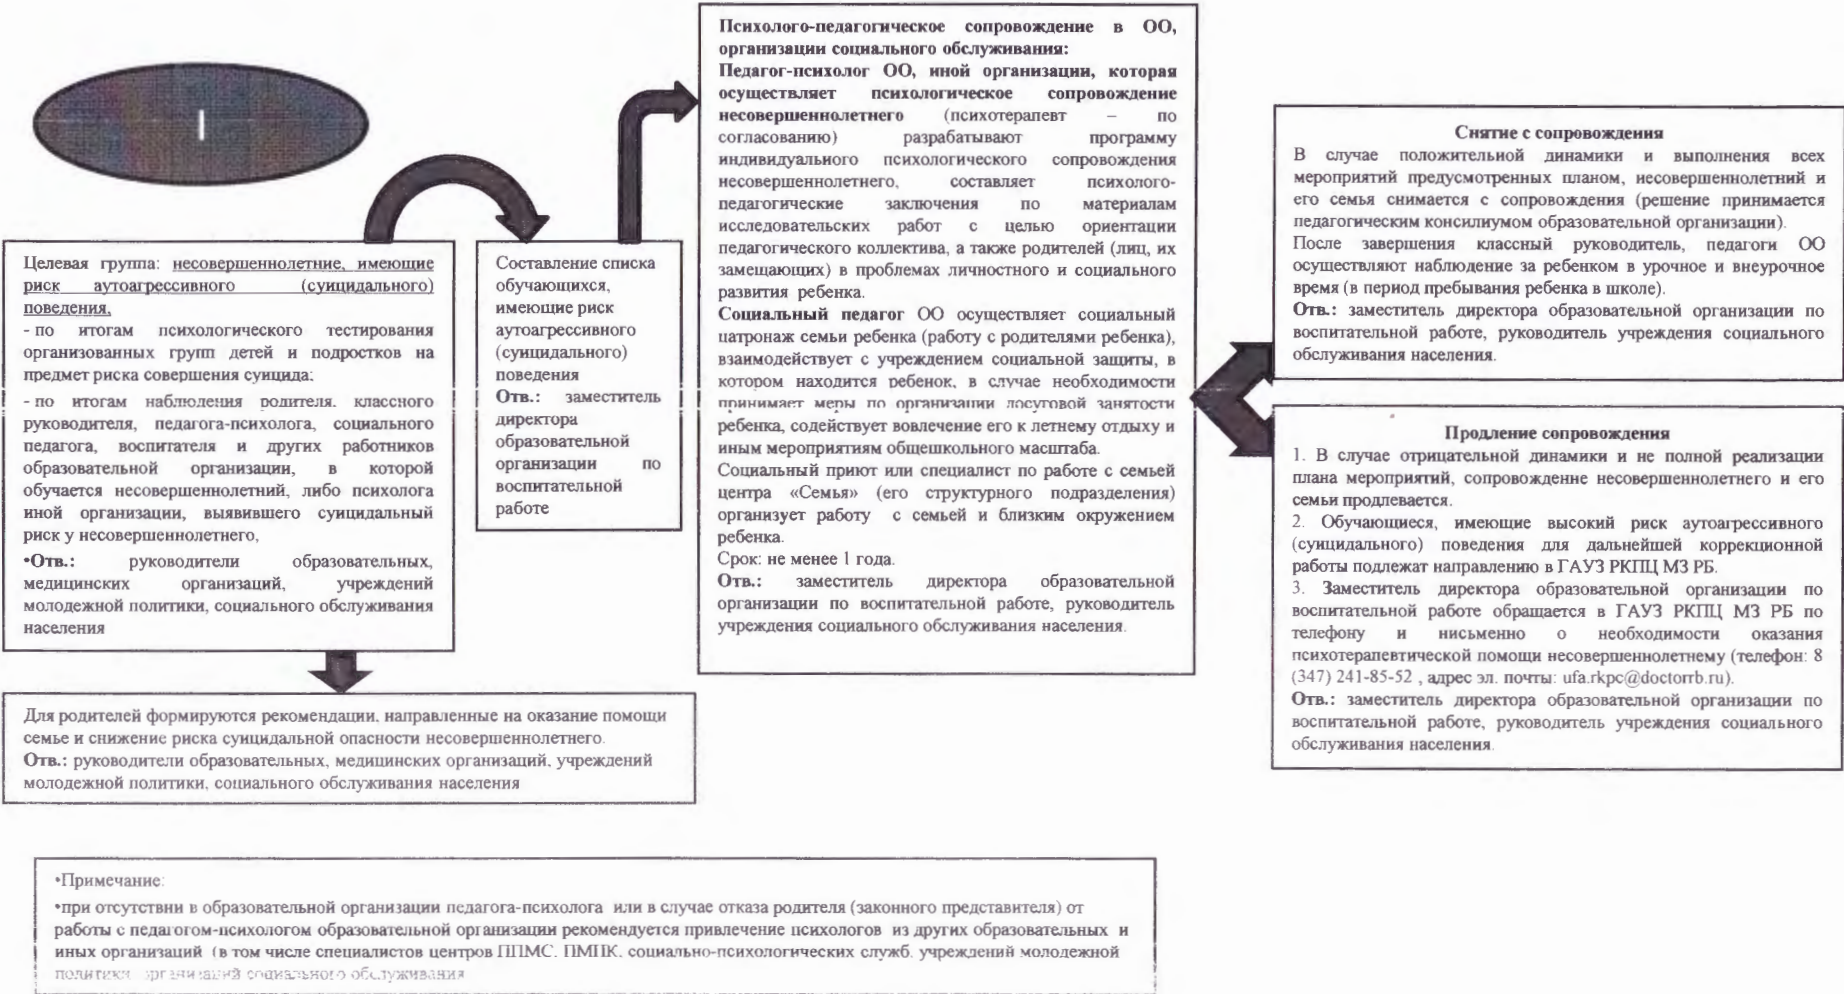 I
Целевая группа: несовершеннолетние, имеющие
риск аутоагрессивного (суицидального)
поведения,
- по итогам психологического тестирования
организованных групп детей и подростков на
предмет риска совершения суицида;
- по итогам наблюдения родителя, классного
руководителя, педагога-психолога, социального
педагога, воспитателя и других работников
образовательной организации, в которой
обучается несовершеннолетний, либо психолога
иной организации, выявившего суицидальный
риск у несовершеннолетнего,
•Отв.: руководители образовательных,
медицинских организаций, учреждений
молодежной политики, социального обслуживания
населения
Для родителей формируются рекомендации, направленные на оказание помощи
семье и снижение риска суицидальной опасности несовершеннолетнего.
Отв.: руководители образовательных, медицинских организаций, учреждений
молодежной политики, социального обслуживания населения
Составление списка
обучающихся,
имеющие риск
аутоагрессивного
(суицидального)
поведения
Отв.: заместитель
директора
образовательной
организации по
воспитательной
работе
Психолого-педагогическое сопровождение в ОО,
организации социального обслуживания:
Педагог-психолог ОО, иной организации, которая
осуществляет психологическое сопровождение
несовершеннолетнего (психотерапевт – по
согласованию) разрабатывают программу
индивидуального психологического сопровождения
несовершеннолетнего, составляет психолого-
педагогические заключения по материалам
исследовательских работ с целью ориентации
педагогического коллектива, а также родителей (лиц, их
замещающих) в проблемах личностного и социального
развития ребенка.
Социальный педагог ОО осуществляет социальный
патронаж семьи ребенка (работу с родителями ребенка),
взаимодействует с учреждением социальной защиты, в
котором находится ребенок, в случае необходимости
принимает меры по организации досуговой занятости
ребенка, содействует вовлечение его к летнему отдыху и
иным мероприятиям общешкольного масштаба.
Социальный приют или специалист по работе с семьей
центра «Семья» (его структурного подразделения)
организует работу с семьей и близким окружением
ребенка.
Срок: не менее 1 года.
Отв.: заместитель директора образовательной
организации по воспитательной работе, руководитель
учреждения социального обслуживания населения.
Снятие с сопровождения
В случае положительной динамики и выполнения всех
мероприятий предусмотренных планом, несовершеннолетний и
его семья снимается с сопровождения (решение принимается
педагогическим консилиумом образовательной организации).
После завершения классный руководитель, педагоги ОО
осуществляют наблюдение за ребенком в урочное и внеурочное
время (в период пребывания ребенка в школе).
Отв.: заместитель директора образовательной организации по
воспитательной работе, руководитель учреждения социального
обслуживания населения.
Продление сопровождения
1. В случае отрицательной динамики и не полной реализации
плана мероприятий, сопровождение несовершеннолетнего и его
семьи продлевается.
2. Обучающиеся, имеющие высокий риск аутоагрессивного
(суицидального) поведения для дальнейшей коррекционной
работы подлежат направлению в ГАУЗ РКПЦ МЗ РБ.
3. Заместитель директора образовательной организации по
воспитательной работе обращается в ГАУЗ РКПЦ МЗ РБ по
телефону и письменно о необходимости оказания
психотерапевтической помощи несовершеннолетнему (телефон: 8
(347) 241-85-52 , адрес эл. почты: ufa.rkpc@doctorrb.ru).
Отв.: заместитель директора образовательной организации по
воспитательной работе, руководитель учреждения социального
обслуживания населения.
•Примечание:
•при отсутствии в образовательной организации педагога-психолога или в случае отказа родителя (законного представителя) от
работы с педагогом-психологом образовательной организации рекомендуется привлечение психологов из других образовательных и
иных организаций (в том числе специалистов центров ППМС, ПМПК, социально-психологических служб, учреждений молодежной
политики организаций социального обслуживания